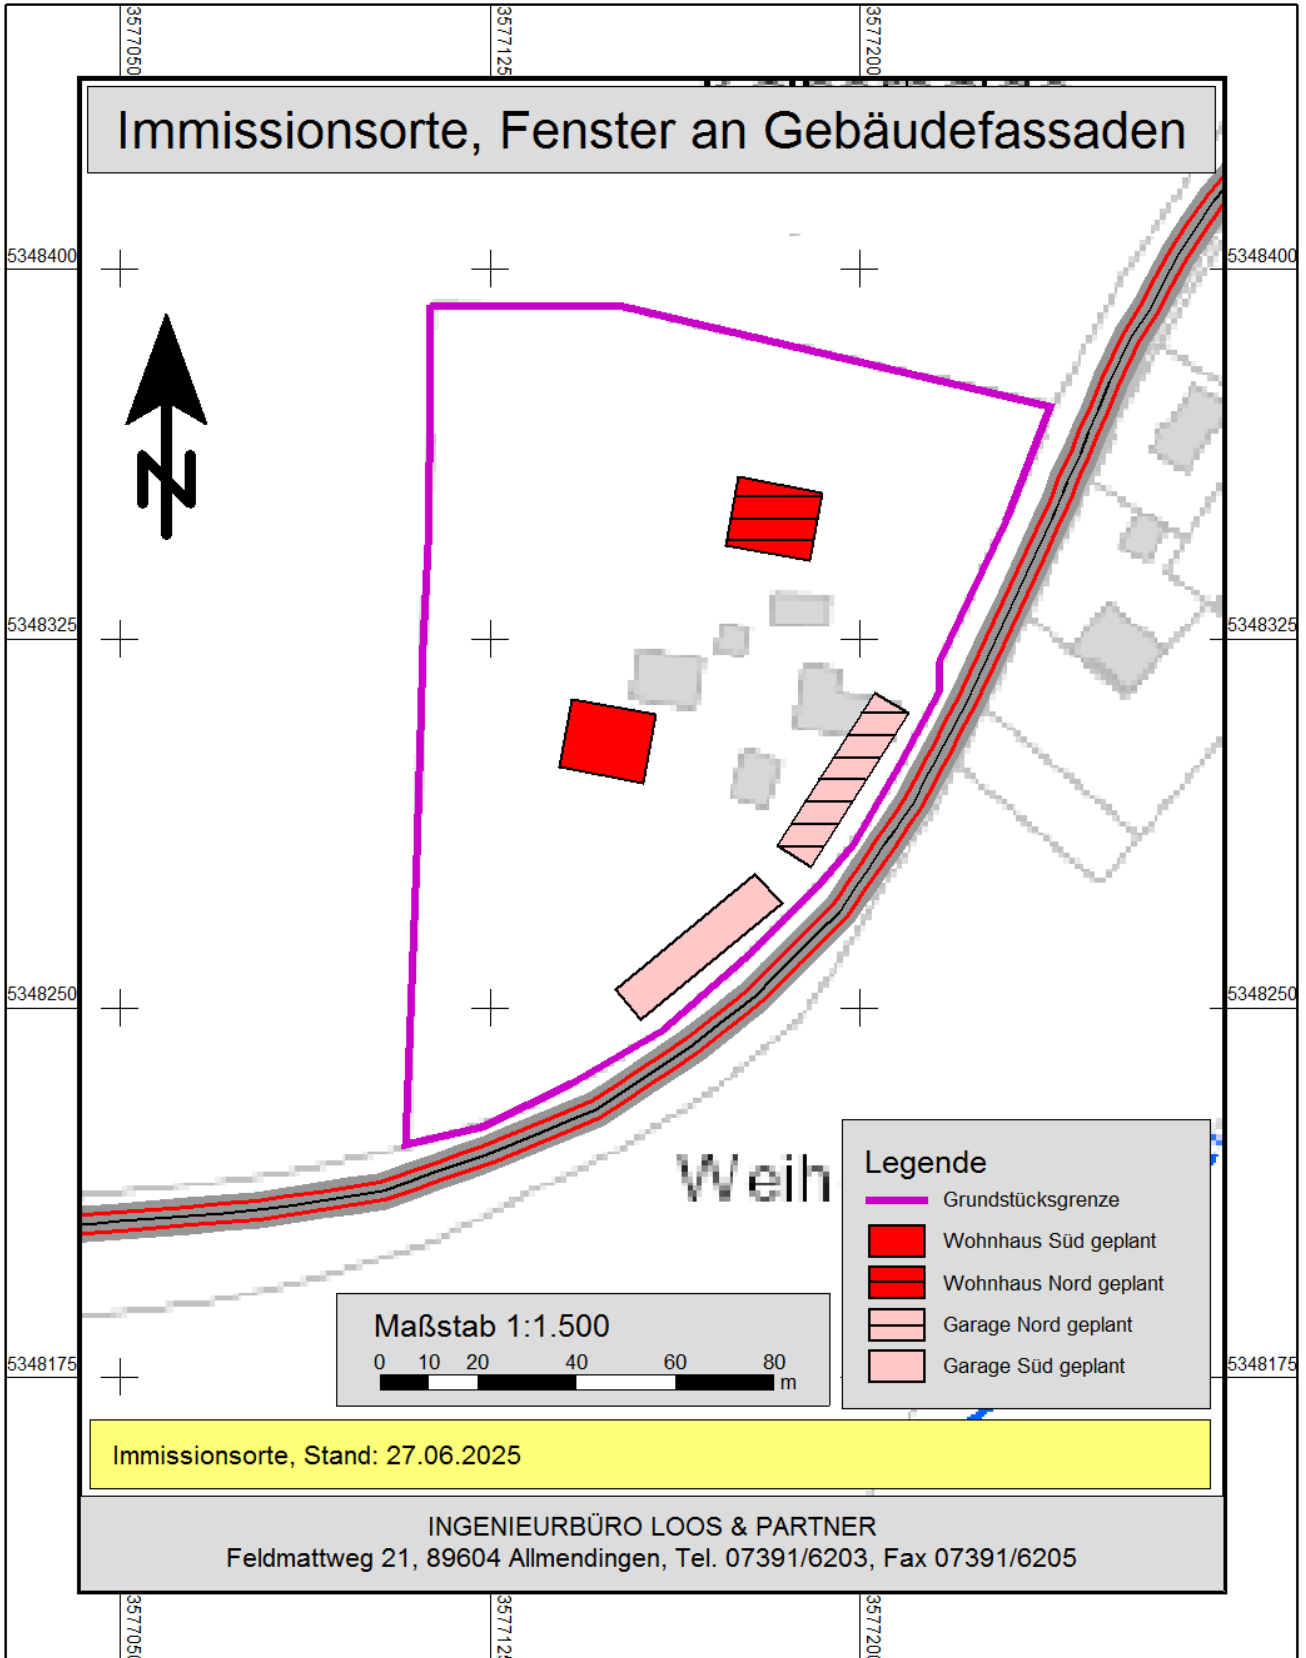 3577050
3577125
3577200
Immissionsorte, Fenster an Gebäudefassaden
5348400
5348400
N
5348325
5348325
5348250
5348250
Weih
Legende
Grundstücksgrenze
Wohnhaus Süd geplant
Wohnhaus Nord geplant
Garage Nord geplant
Garage Süd geplant
Maßstab 1:1.500
0 10 20 40 60 80
m
5348175
5348175
Immissionsorte, Stand: 27.06.2025
INGENIEURBÜRO LOOS & PARTNER
Feldmattweg 21, 89604 Allmendingen, Tel. 07391/6203, Fax 07391/6205
3577050
3577125
3577200